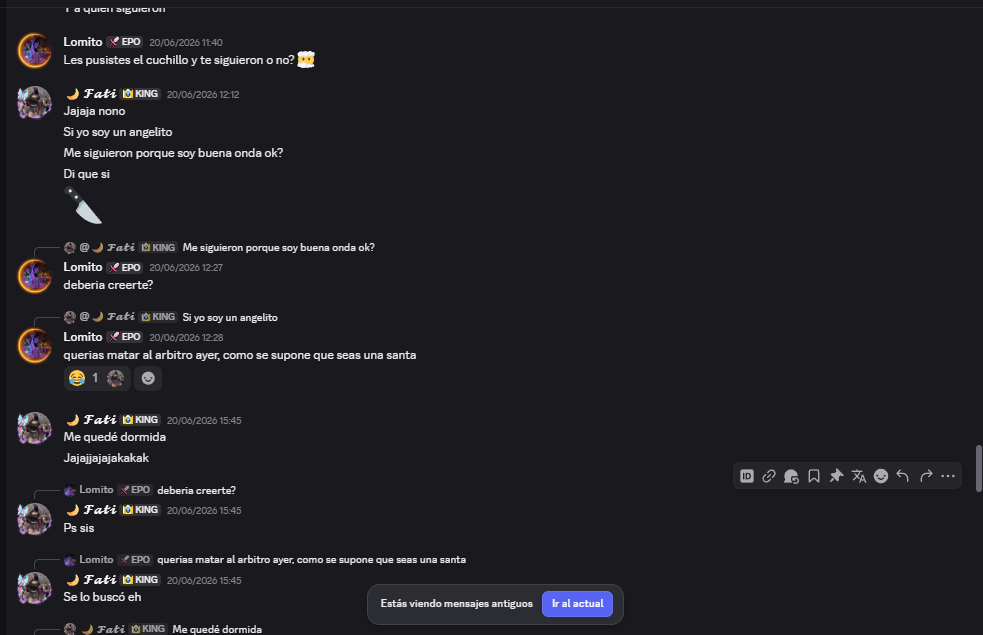 Y a quien siguieron
Lomito EPO 20/06/2026 11:40
Les pusistes el cuchillo y te siguieron o no?
𝓕𝓪𝓽𝓲 KING 20/06/2026 12:12
Jajaja nono
Si yo soy un angelito
Me siguieron porque soy buena onda ok?
Di que si
@ 𝓕𝓪𝓽𝓲 KING Me siguieron porque soy buena onda ok?
Lomito EPO 20/06/2026 12:27
deberia creerte?
@ 𝓕𝓪𝓽𝓲 KING Si yo soy un angelito
Lomito EPO 20/06/2026 12:28
querias matar al arbitro ayer, como se supone que seas una santa
😂 1
𝓕𝓪𝓽𝓲 KING 20/06/2026 15:45
Me quedé dormida
Jajajjajajakakak
ID
Lomito EPO deberia creerte?
𝓕𝓪𝓽𝓲 KING 20/06/2026 15:45
Ps sis
Lomito EPO querias matar al arbitro ayer, como se supone que seas una santa
𝓕𝓪𝓽𝓲 KING 20/06/2026 15:45
Se lo buscó eh
Estás viendo mensajes antiguos Ir al actual
𝓕𝓪𝓽𝓲 KING Me quedé dormida